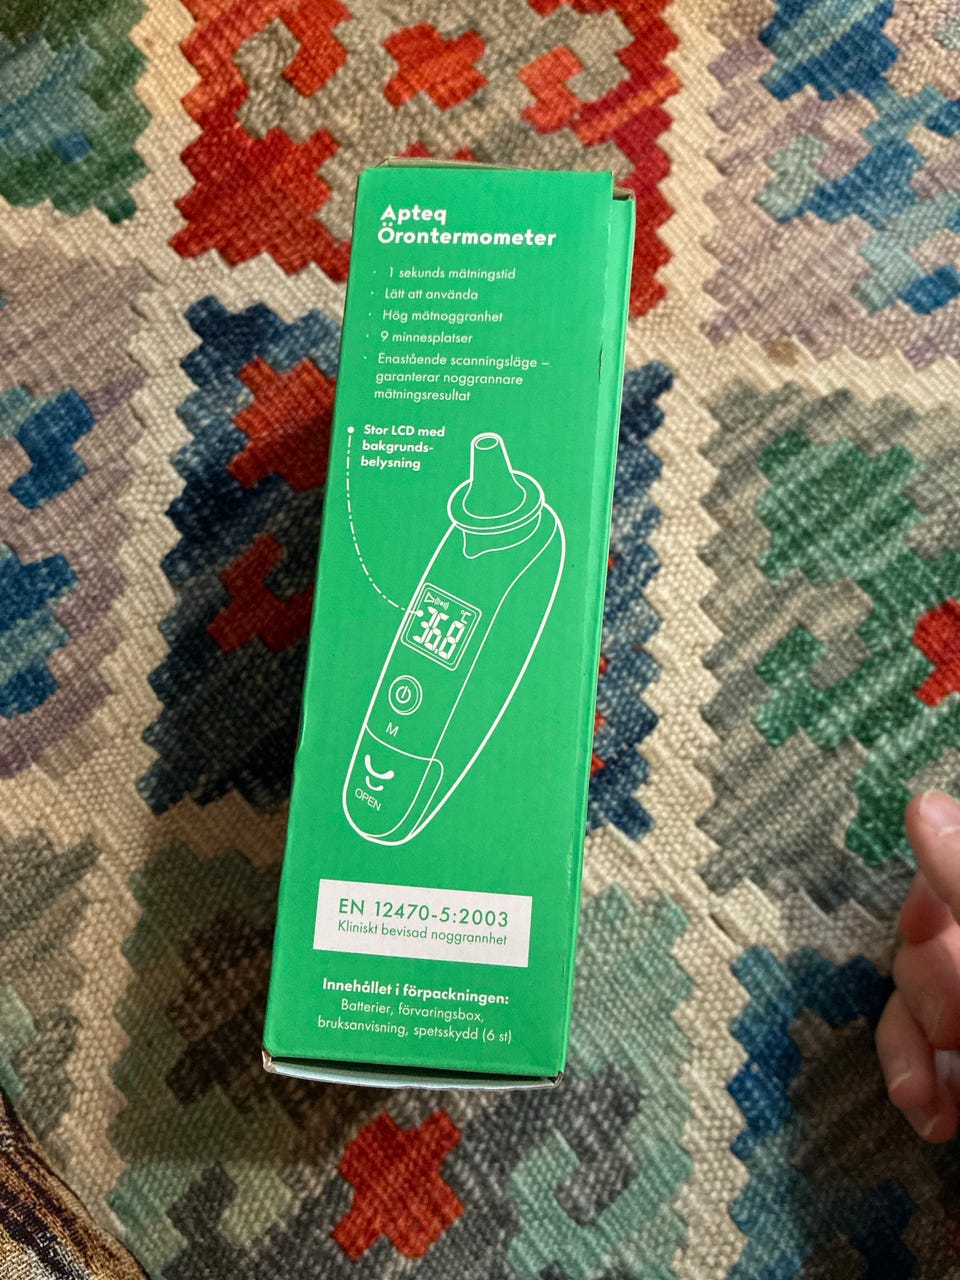 Apteq
Örontermometer
· 1 sekunds mätningstid
· Lätt att använda
· Hög mätnoggranhet
· 9 minnesplatser
· Enastående scanningsläge –
garanterar noggrannare
mätningsresultat
Stor LCD med
bakgrunds-
belysning
°C
36.8
M
OPEN
EN 12470-5:2003
Kliniskt bevisad noggrannhet
Innehållet i förpackningen:
Batterier, förvaringsbox,
bruksanvisning, spetsskydd (6 st)